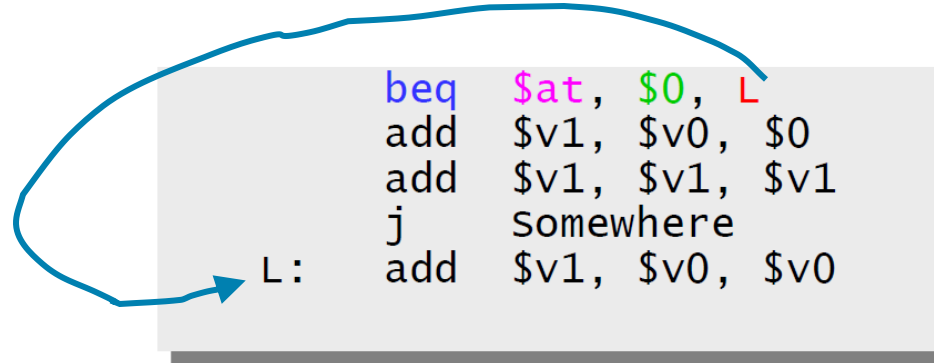 beq $at, $0, L
add $v1, $v0, $0
add $v1, $v1, $v1
j Somewhere
L: add $v1, $v0, $v0